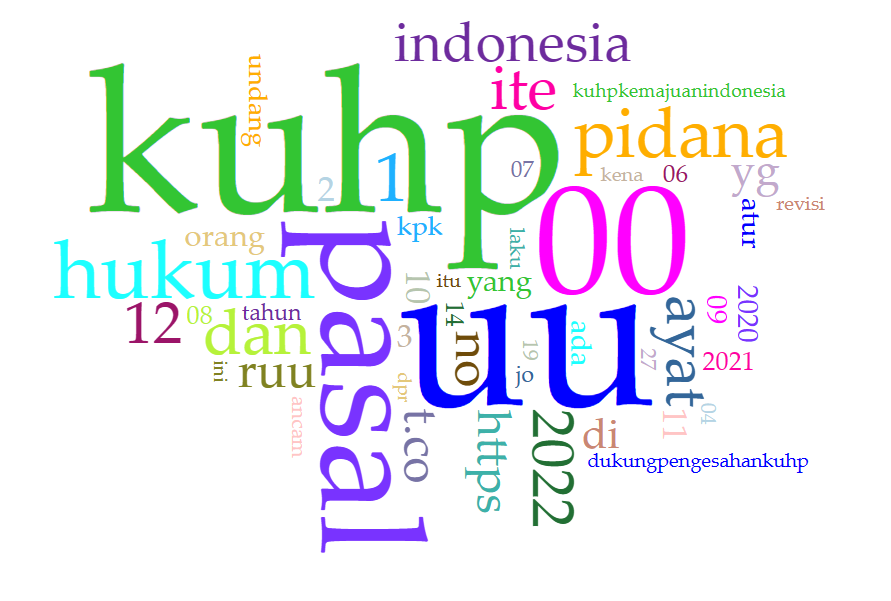 indonesia
undang
ite
kuhpkemajuanindonesia
kuhp
pidana
07
kena
06
yg
1
2
revisi
atur
00
kpk
orang
laku
hukum
pasal
itu
yang
10
2020
12
08
tahun
14
uu
ayat
09
dan
3
no
19
ada
27
2021
ini
ruu
jo
dpr
ancam
t.co
https
2022
di
11
04
dukungpengesahankuhp